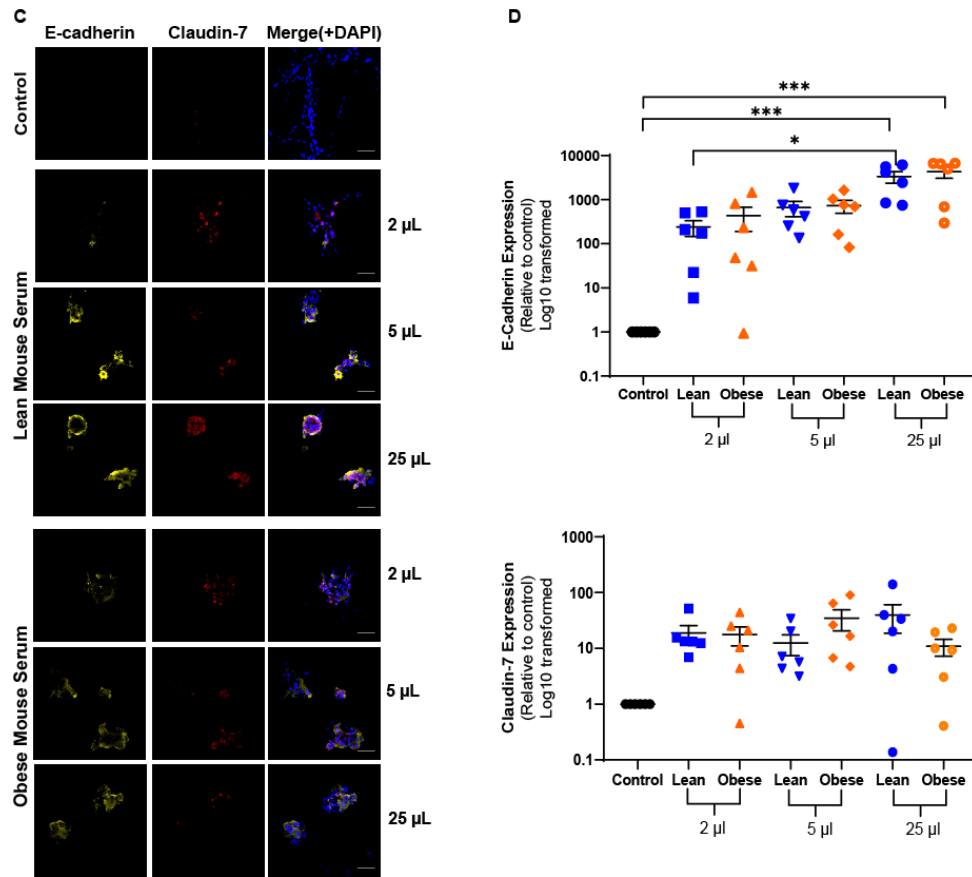 C
E-cadherin Claudin-7 Merge(+DAPI)
Control
Lean Mouse Serum
2 µL
5 µL
25 µL
Obese Mouse Serum
2 µL
5 µL
25 µL
D
***
***
*
E-Cadherin Expression
(Relative to control)
Log10 transformed
10000
1000
100
10
1
0.1
Control Lean Obese Lean Obese Lean Obese
2 µl 5 µl 25 µl
Claudin-7 Expression
(Relative to control)
Log10 transformed
1000
100
10
1
0.1
Control Lean Obese Lean Obese Lean Obese
2 µl 5 µl 25 µl